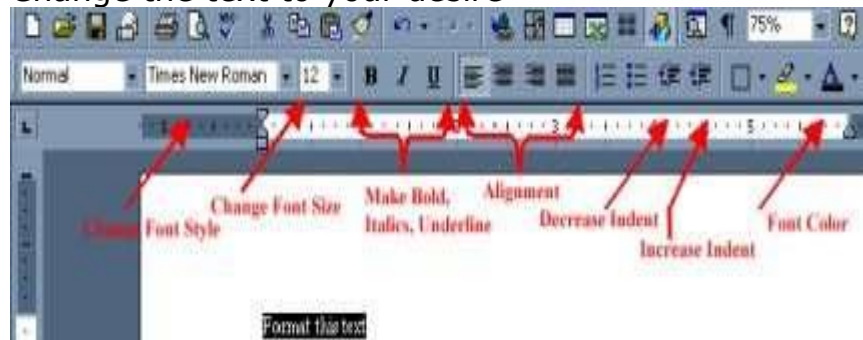 Change the text to your desire
75%
Normal Times New Roman 12 B I U
3 5
Change Font Style
Change Font Size
Make Bold,
Italics, Underline
Alignment
Decrease Indent
Increase Indent
Font Color
Format this text